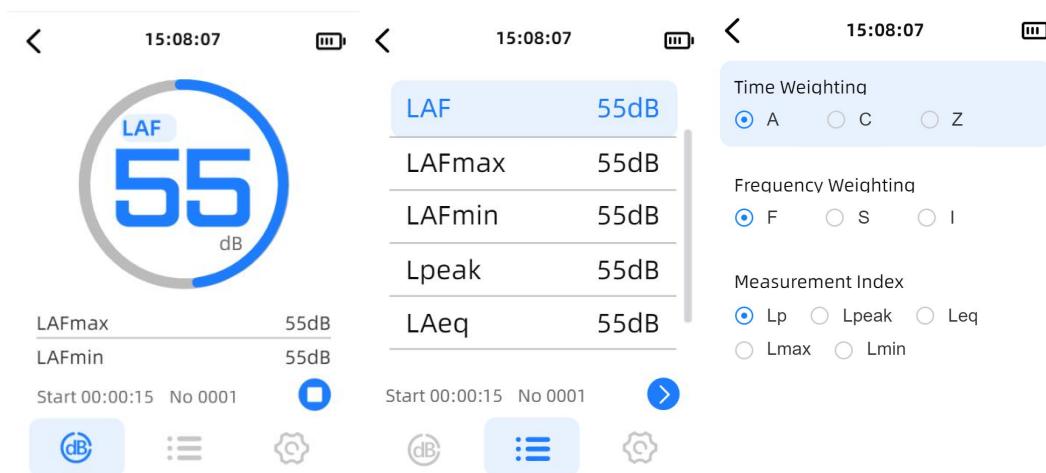 15:08:07
LAF
55
dB
LAFmax 55dB
LAFmin 55dB
Start 00:00:15 No 0001
dB
15:08:07
LAF 55dB
LAFmax 55dB
LAFmin 55dB
Lpeak 55dB
LAeq 55dB
Start 00:00:15 No 0001
dB
15:08:07
Time Weighting
A C Z
Frequency Weighting
F S I
Measurement Index
Lp Lpeak Leq
Lmax Lmin